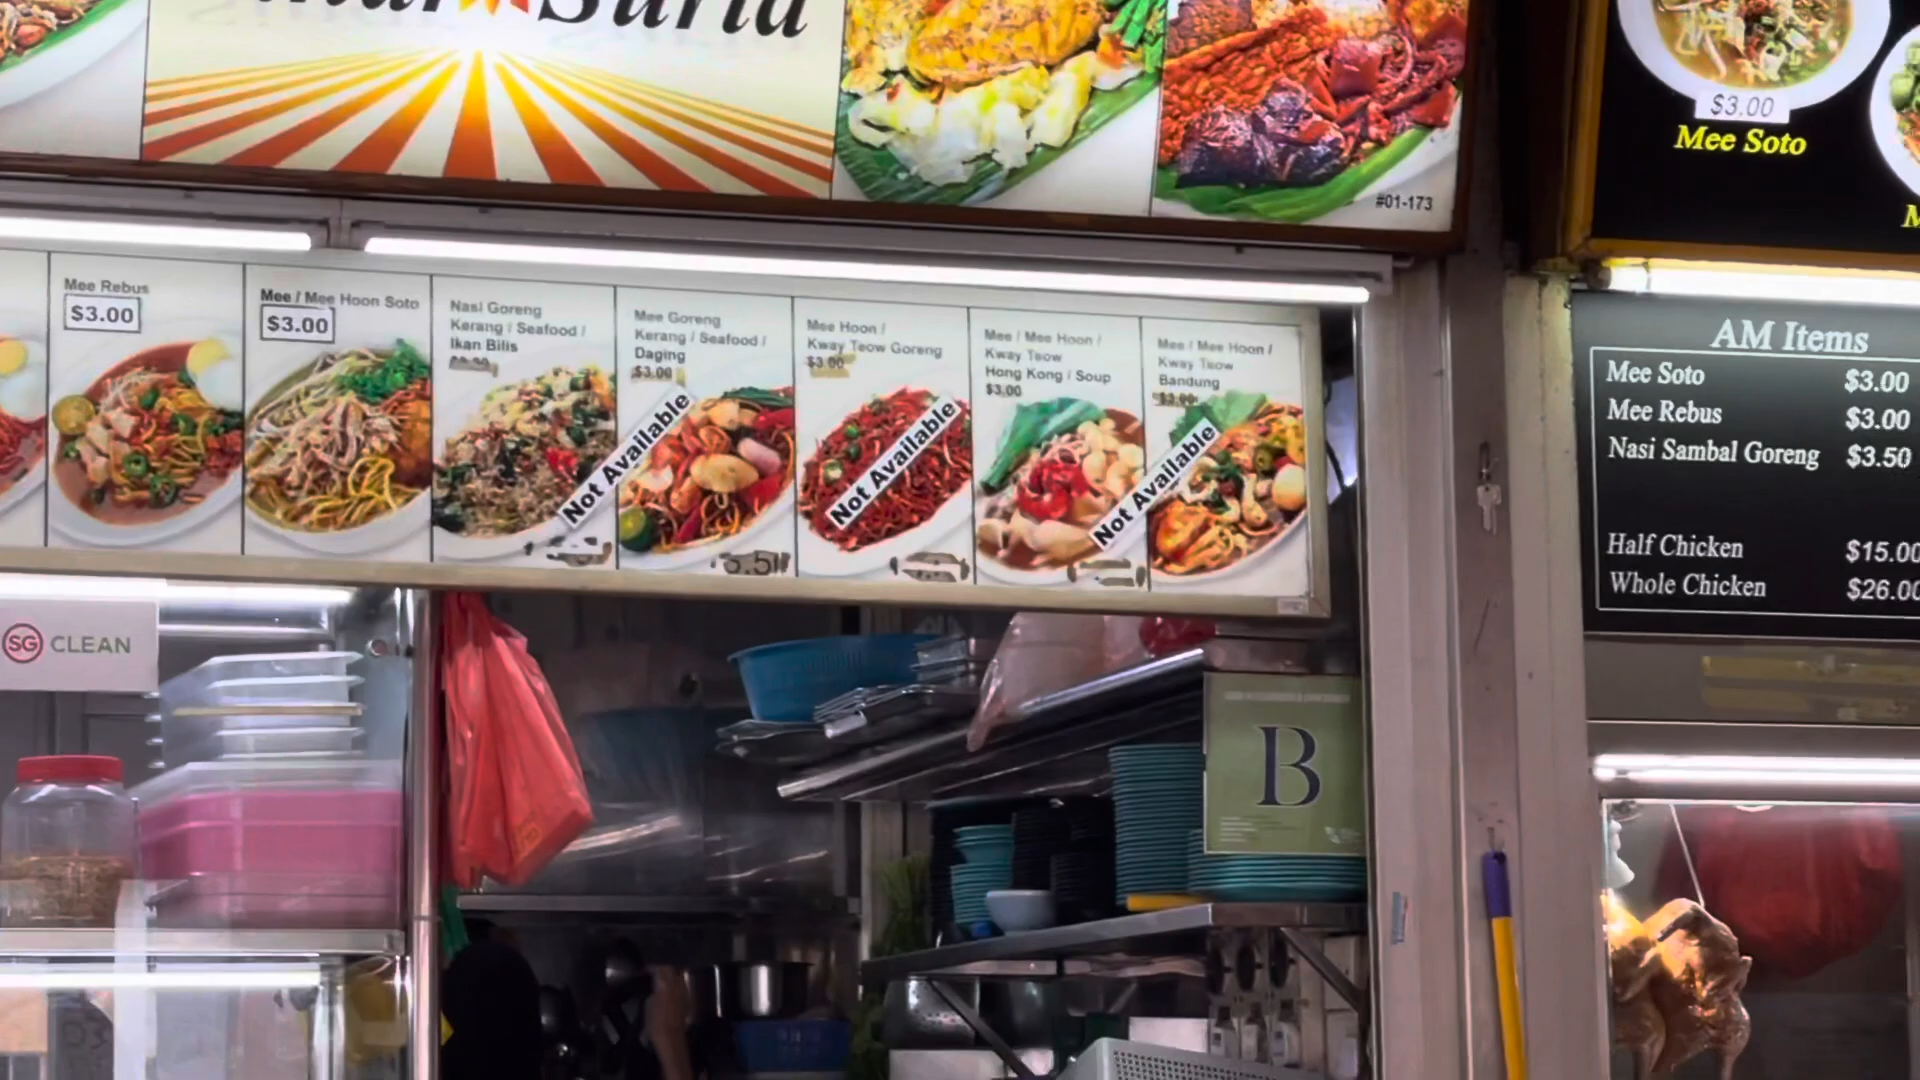 Suria
#01-173
$3.00
Mee Soto
Mee Rebus
$3.00
Mee / Mee Hoon Soto
$3.00
Nasi Goreng
Kerang / Seafood /
Ikan Bilis
Mee Goreng
Kerang / Seafood /
Daging
$3.00
Not Available
Mee Hoon /
Kway Teow Goreng
$3.00
Not Available
Mee / Mee Hoon /
Kway Teow
Hong Kong / Soup
$3.00
Mee / Mee Hoon /
Kway Teow
Bandung
$3.00
Not Available
AM Items
Mee Soto $3.00
Mee Rebus $3.00
Nasi Sambal Goreng $3.50
Half Chicken $15.00
Whole Chicken $26.00
SG CLEAN
B